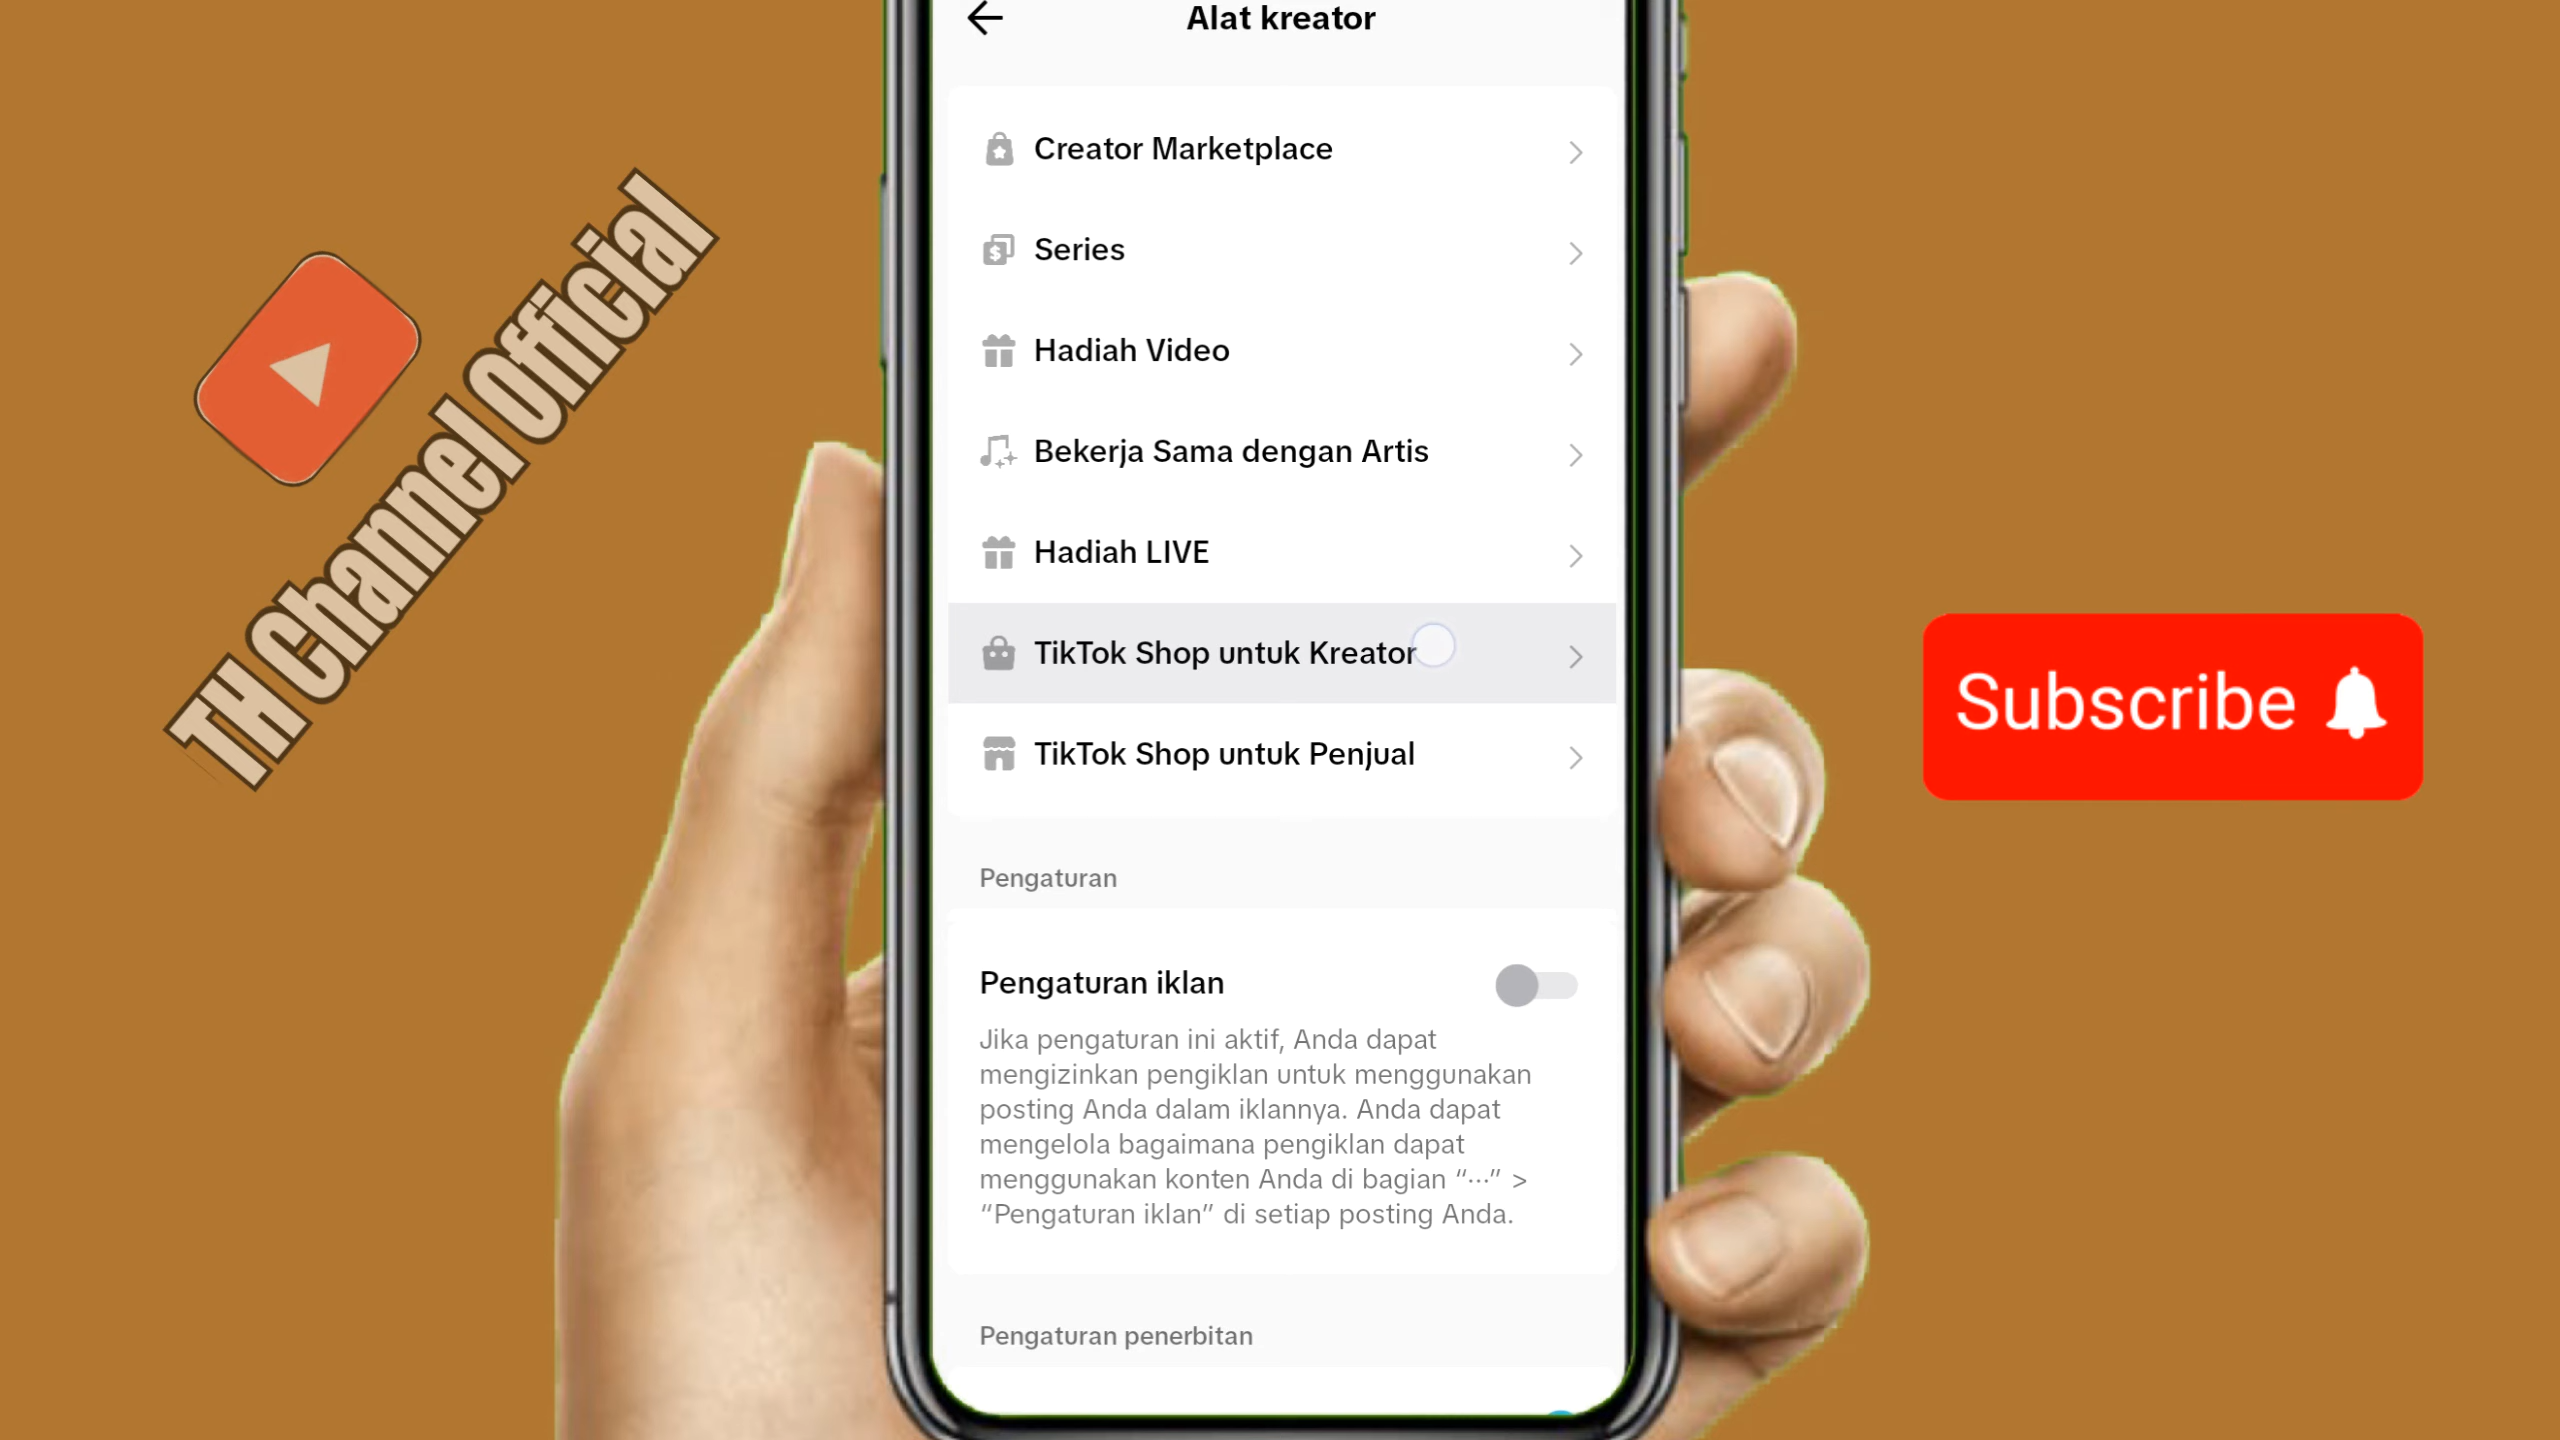 Alat kreator
Creator Marketplace
Series
Hadiah Video
Bekerja Sama dengan Artis
Hadiah LIVE
TikTok Shop untuk Kreator
TikTok Shop untuk Penjual
Pengaturan
Pengaturan iklan
Jika pengaturan ini aktif, Anda dapat
mengizinkan pengiklan untuk menggunakan
posting Anda dalam iklannya. Anda dapat
mengelola bagaimana pengiklan dapat
menggunakan konten Anda di bagian “···” >
“Pengaturan iklan” di setiap posting Anda.
Pengaturan penerbitan
TH Channel Official
Subscribe